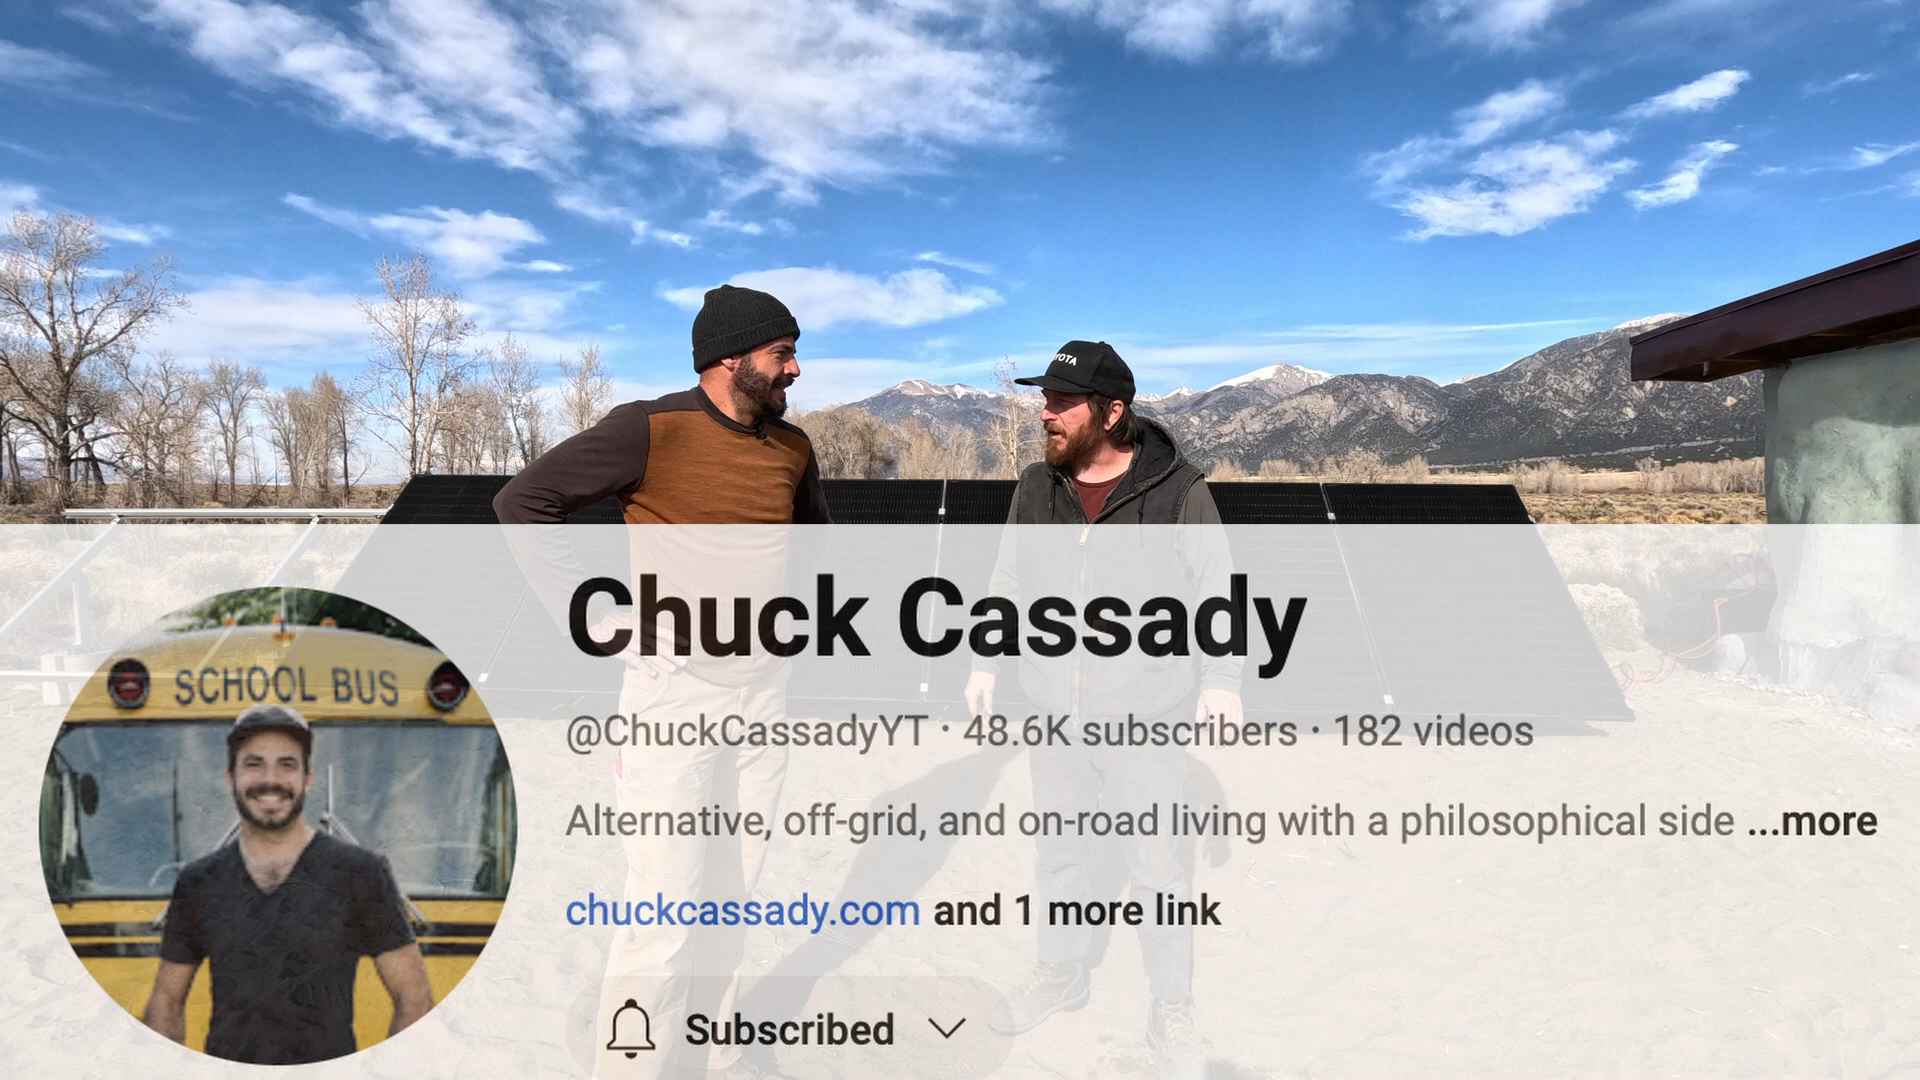 YOTA
Chuck Cassady
@ChuckCassadyYT · 48.6K subscribers · 182 videos
Alternative, off-grid, and on-road living with a philosophical side ...more
chuckcassady.com and 1 more link
Subscribed
SCHOOL BUS